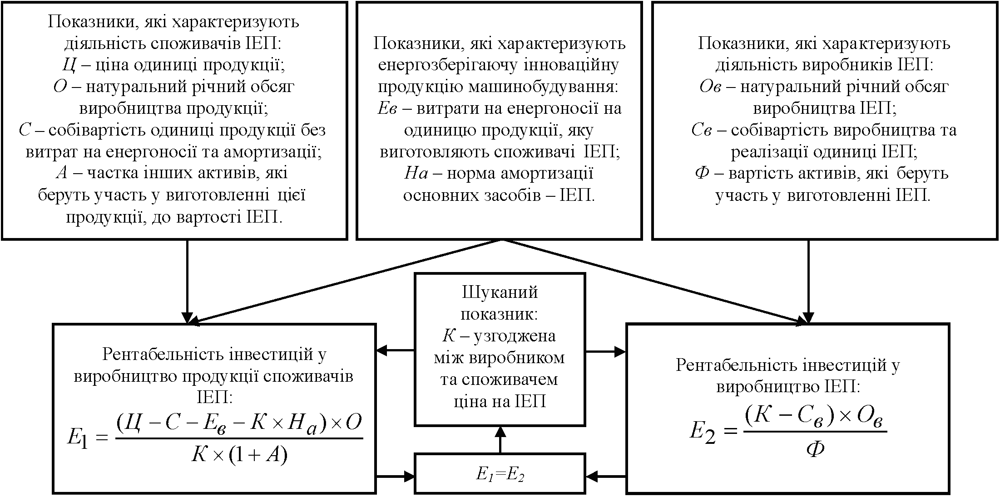 Показники, які характеризують
діяльність споживачів ІЕП:
Ц – ціна одиниці продукції;
О – натуральний річний обсяг
виробництва продукції;
С – собівартість одиниці продукції без
витрат на енергоносії та амортизації;
А – частка інших активів, які
беруть участь у виготовленні цієї
продукції, до вартості ІЕП.
Показники, які характеризують
енергозберігаючу інноваційну
продукцію машинобудування:
Ев – витрати на енергоносії на
одиницю продукції, яку
виготовляють споживачі ІЕП;
На – норма амортизації
основних засобів – ІЕП.
Показники, які характеризують
діяльність виробників ІЕП:
Ов – натуральний річний обсяг
виробництва ІЕП;
Св – собівартість виробництва та
реалізації одиниці ІЕП;
Ф – вартість активів, які беруть
участь у виготовленні ІЕП.
Рентабельність інвестицій у
виробництво продукції споживачів
ІЕП:
E₁ = (Ц – С – Eв – К × Hа) × О
К × (1 + А)
Шуканий
показник:
К – узгоджена
між виробником
та споживачем
ціна на ІЕП
E₁=E₂
Рентабельність інвестицій у
виробництво ІЕП:
E₂ = (К – Св) × Ов
Ф